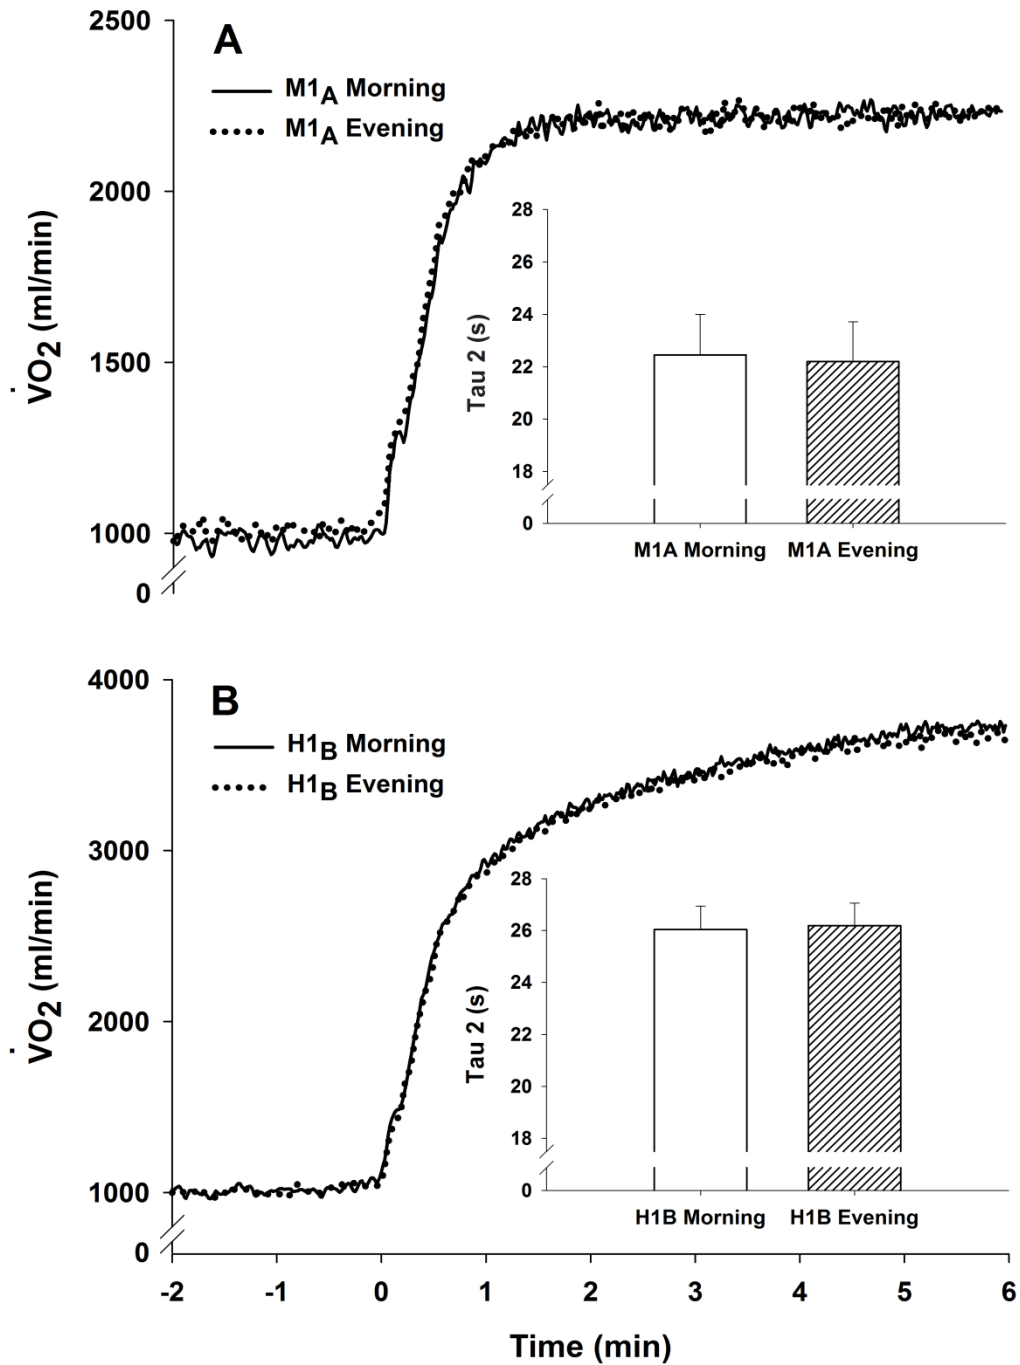 2500
A
M1A Morning
M1A Evening
2000
1500
1000
0
V̇O2 (ml/min)
28
26
24
22
20
18
0
Tau 2 (s)
M1A Morning M1A Evening
4000
B
H1B Morning
H1B Evening
3000
2000
1000
0
V̇O2 (ml/min)
28
26
24
22
20
18
0
Tau 2 (s)
H1B Morning H1B Evening
-2 -1 0 1 2 3 4 5 6
Time (min)